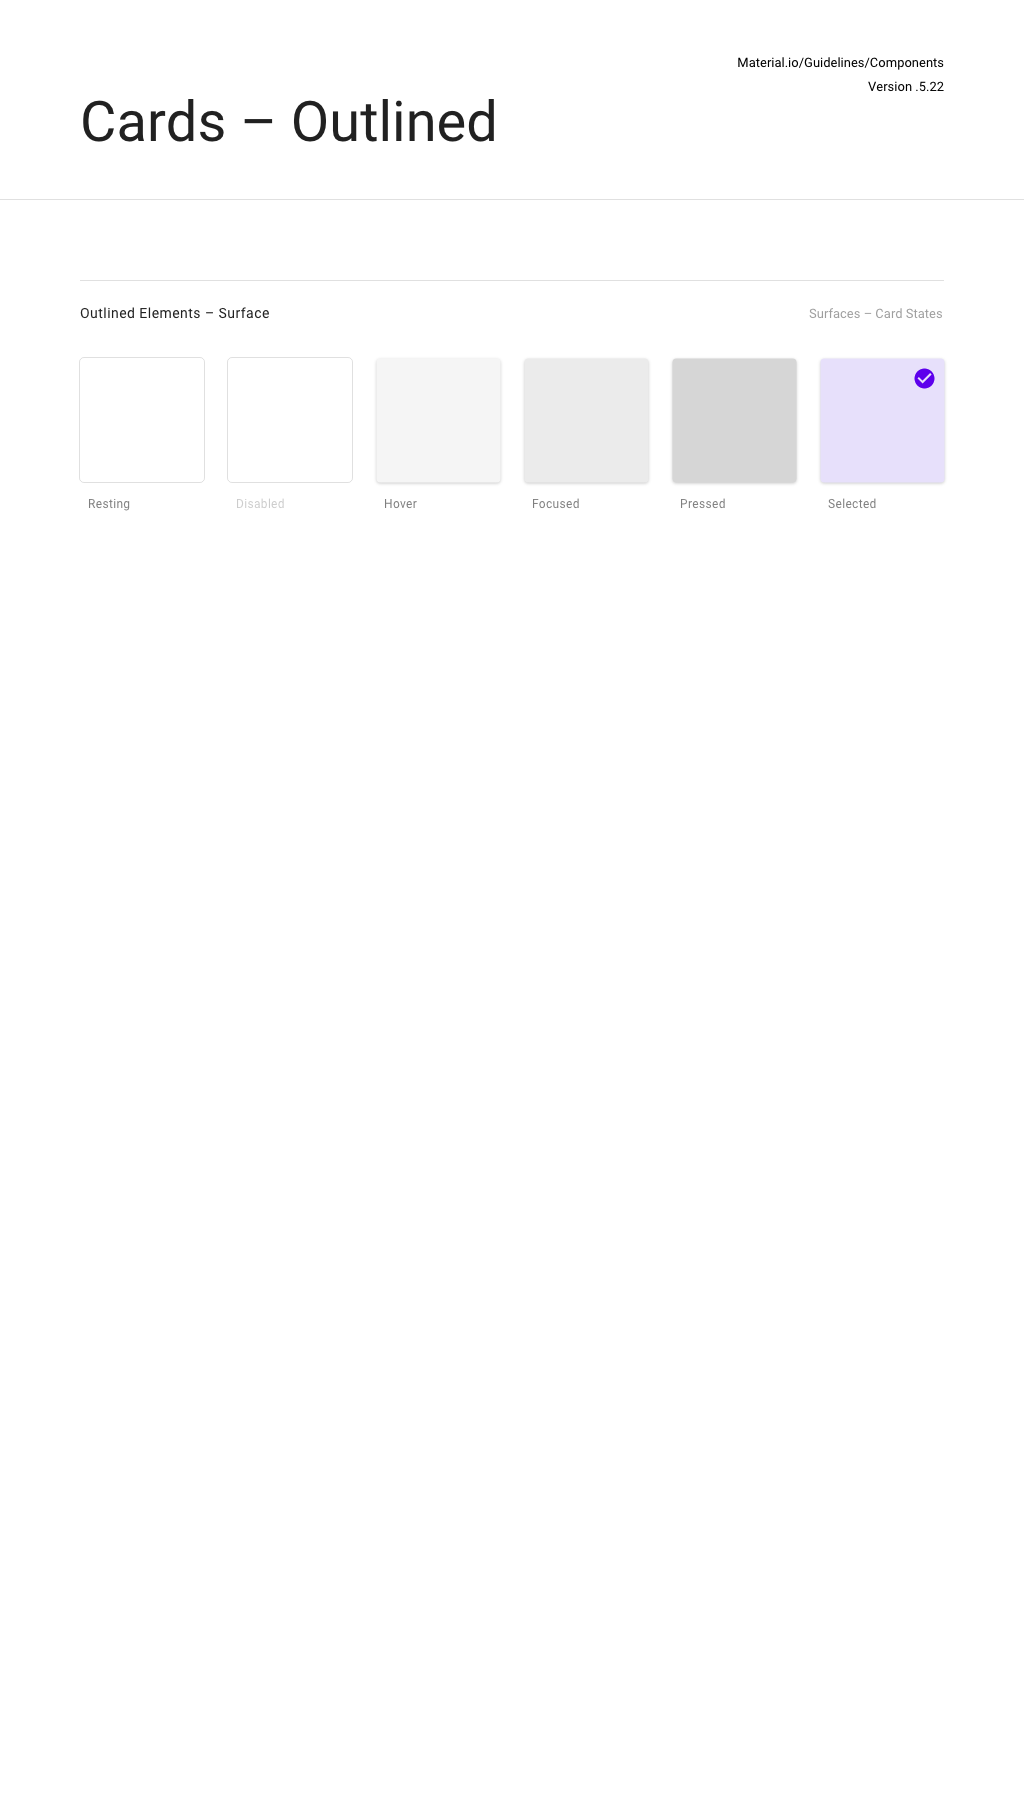 Material.io/Guidelines/Components
Version .5.22
Cards – Outlined
Outlined Elements – Surface
Surfaces – Card States
Resting
Disabled
Hover
Focused
Pressed
Selected